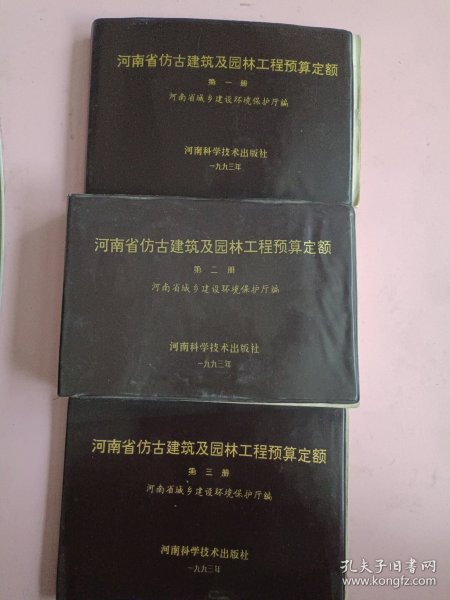 河南省仿古建筑及园林工程预算定额
第一册
河南省城乡建设环境保护厅编
河南科学技术出版社
一九九三年
河南省仿古建筑及园林工程预算定额
第二册
河南省城乡建设环境保护厅编
河南科学技术出版社
一九九三年
河南省仿古建筑及园林工程预算定额
第三册
河南省城乡建设环境保护厅编
河南科学技术出版社
一九九三年
孔夫子旧书网
www.kongfz.com